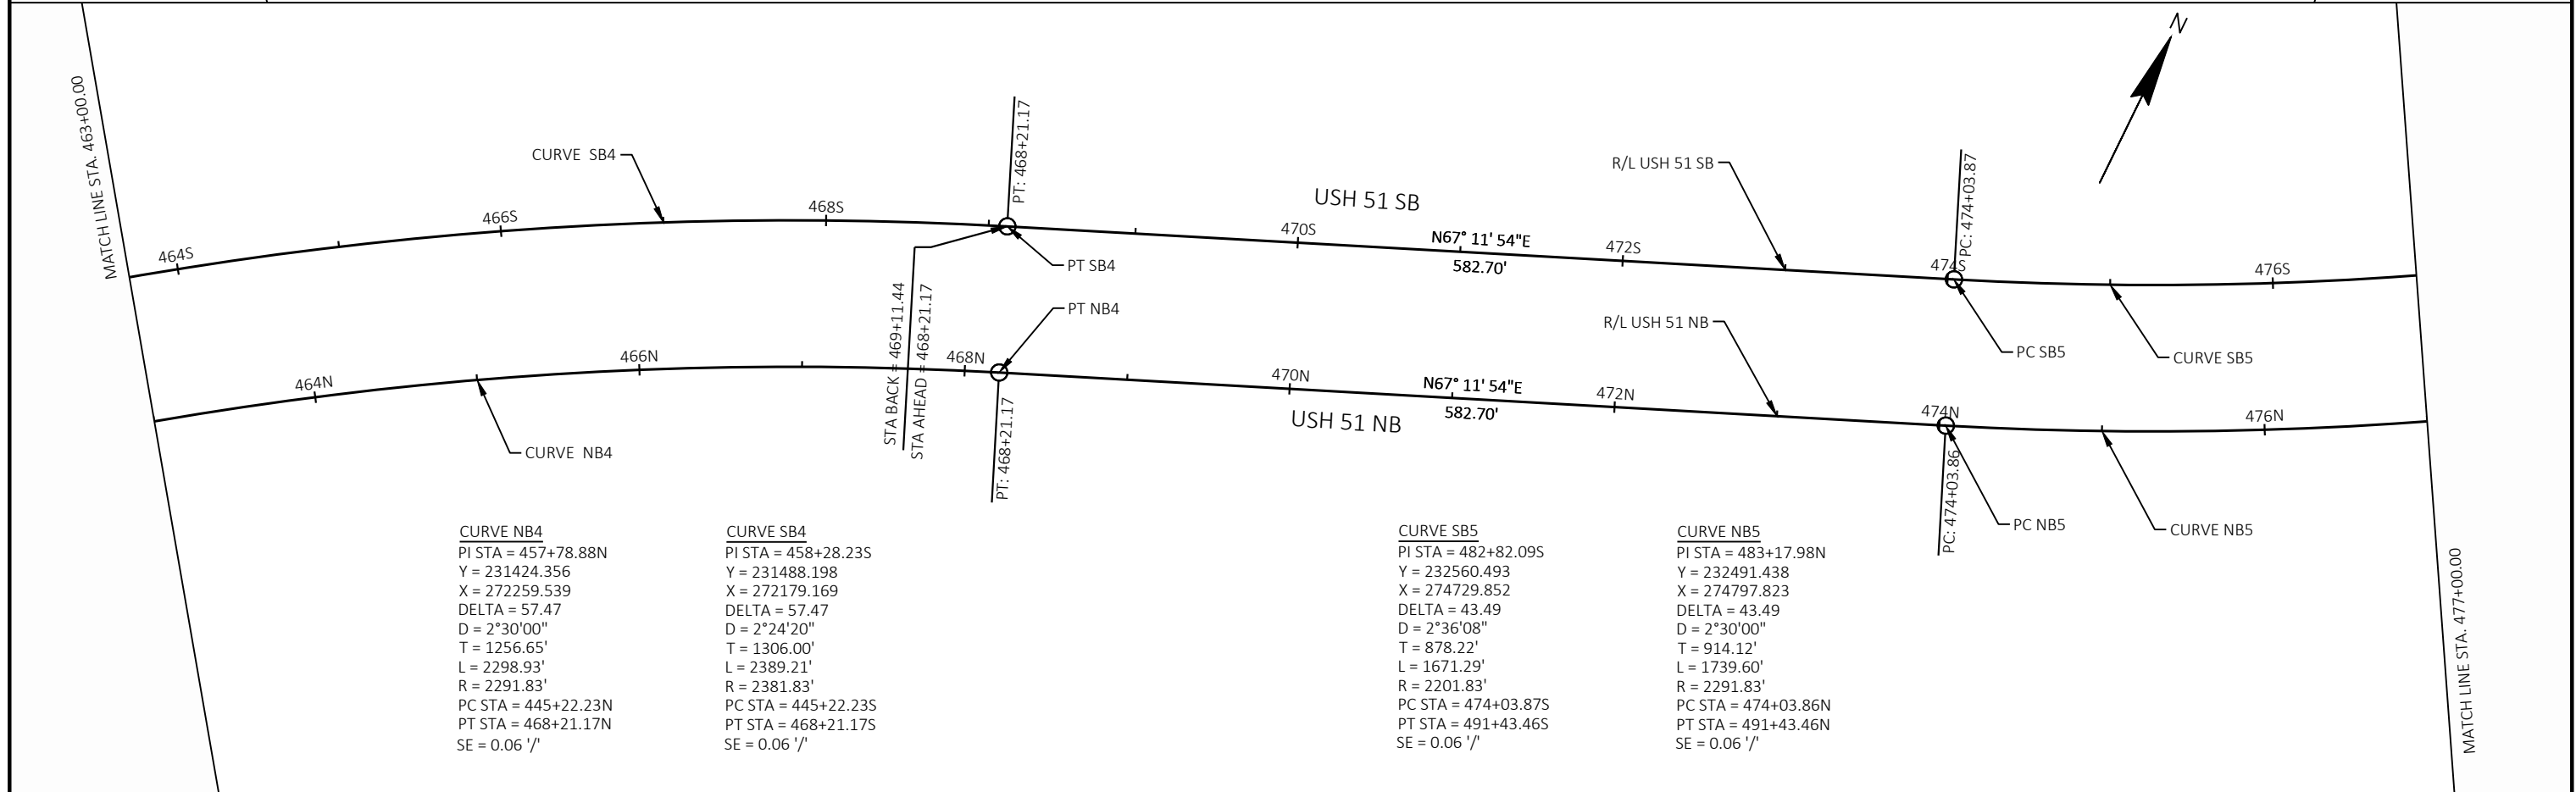 N
MATCH LINE STA. 463+00.00
CURVE SB4
PT: 468+21.17
USH 51 SB
R/L USH 51 SB
PC: 474+03.87
464S
466S
468S
470S
N67° 11' 54"E
582.70'
472S
474S
476S
PT SB4
STA BACK = 469+11.44
STA AHEAD = 468+21.17
PT NB4
R/L USH 51 NB
PC SB5
CURVE SB5
464N
466N
468N
470N
N67° 11' 54"E
582.70'
472N
474N
476N
USH 51 NB
CURVE NB4
PT: 468+21.17
PC: 474+03.86
PC NB5
CURVE NB5
MATCH LINE STA. 477+00.00
CURVE NB4
PI STA = 457+78.88N
Y = 231424.356
X = 272259.539
DELTA = 57.47
D = 2°30'00"
T = 1256.65'
L = 2298.93'
R = 2291.83'
PC STA = 445+22.23N
PT STA = 468+21.17N
SE = 0.06 '/'
CURVE SB4
PI STA = 458+28.23S
Y = 231488.198
X = 272179.169
DELTA = 57.47
D = 2°24'20"
T = 1306.00'
L = 2389.21'
R = 2381.83'
PC STA = 445+22.23S
PT STA = 468+21.17S
SE = 0.06 '/'
CURVE SB5
PI STA = 482+82.09S
Y = 232560.493
X = 274729.852
DELTA = 43.49
D = 2°36'08"
T = 878.22'
L = 1671.29'
R = 2201.83'
PC STA = 474+03.87S
PT STA = 491+43.46S
SE = 0.06 '/'
CURVE NB5
PI STA = 483+17.98N
Y = 232491.438
X = 274797.823
DELTA = 43.49
D = 2°30'00"
T = 914.12'
L = 1739.60'
R = 2291.83'
PC STA = 474+03.86N
PT STA = 491+43.46N
SE = 0.06 '/'